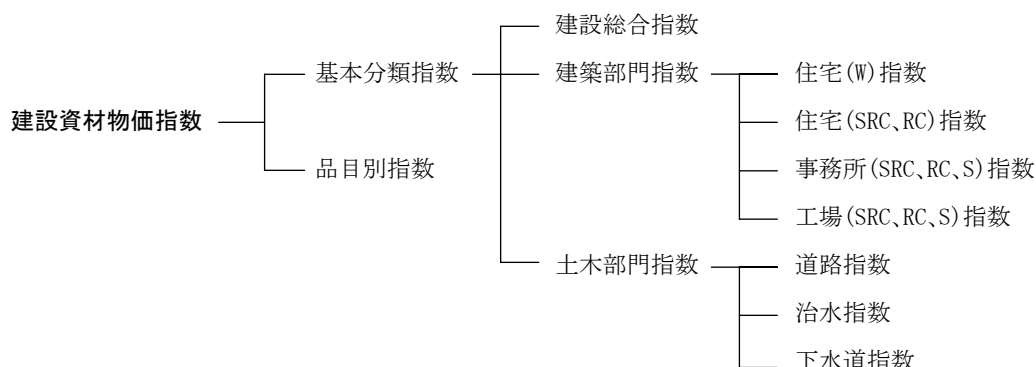 建設総合指数
基本分類指数
建築部門指数
住宅(W)指数
建設資材物価指数
住宅(SRC、RC)指数
品目別指数
事務所(SRC、RC、S)指数
工場(SRC、RC、S)指数
土木部門指数
道路指数
治水指数
下水道指数